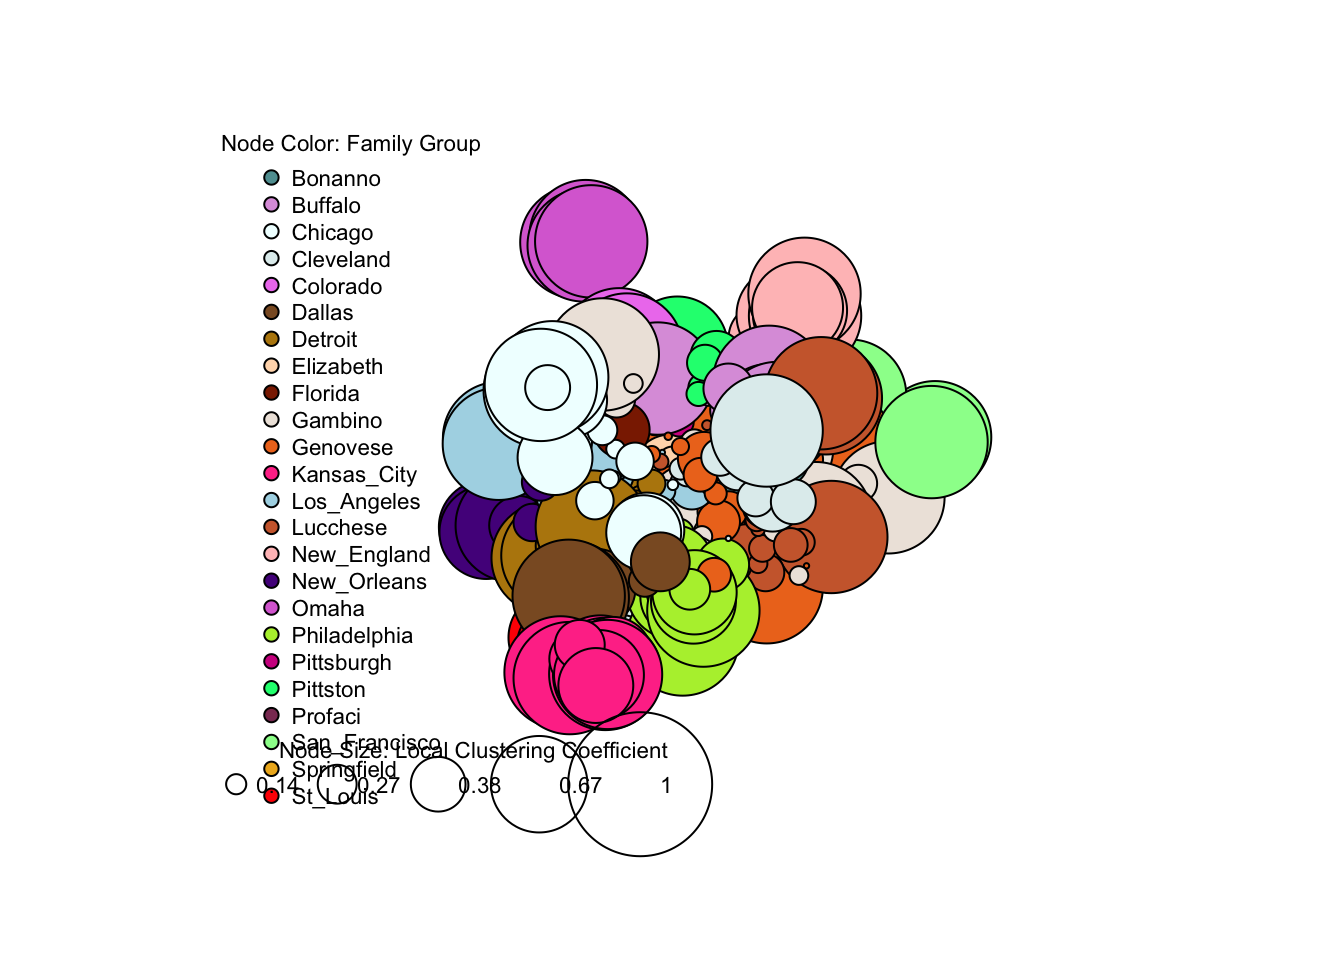 Node Color: Family Group
Bonanno
Buffalo
Chicago
Cleveland
Colorado
Dallas
Detroit
Elizabeth
Florida
Gambino
Genovese
Kansas_City
Los_Angeles
Lucchese
New_England
New_Orleans
Omaha
Philadelphia
Pittsburgh
Pittston
Profaci
San_Francisco
Node Size: Local Clustering Coefficient
Springfield
0.14 0.27 0.38 0.67 1
St_Louis